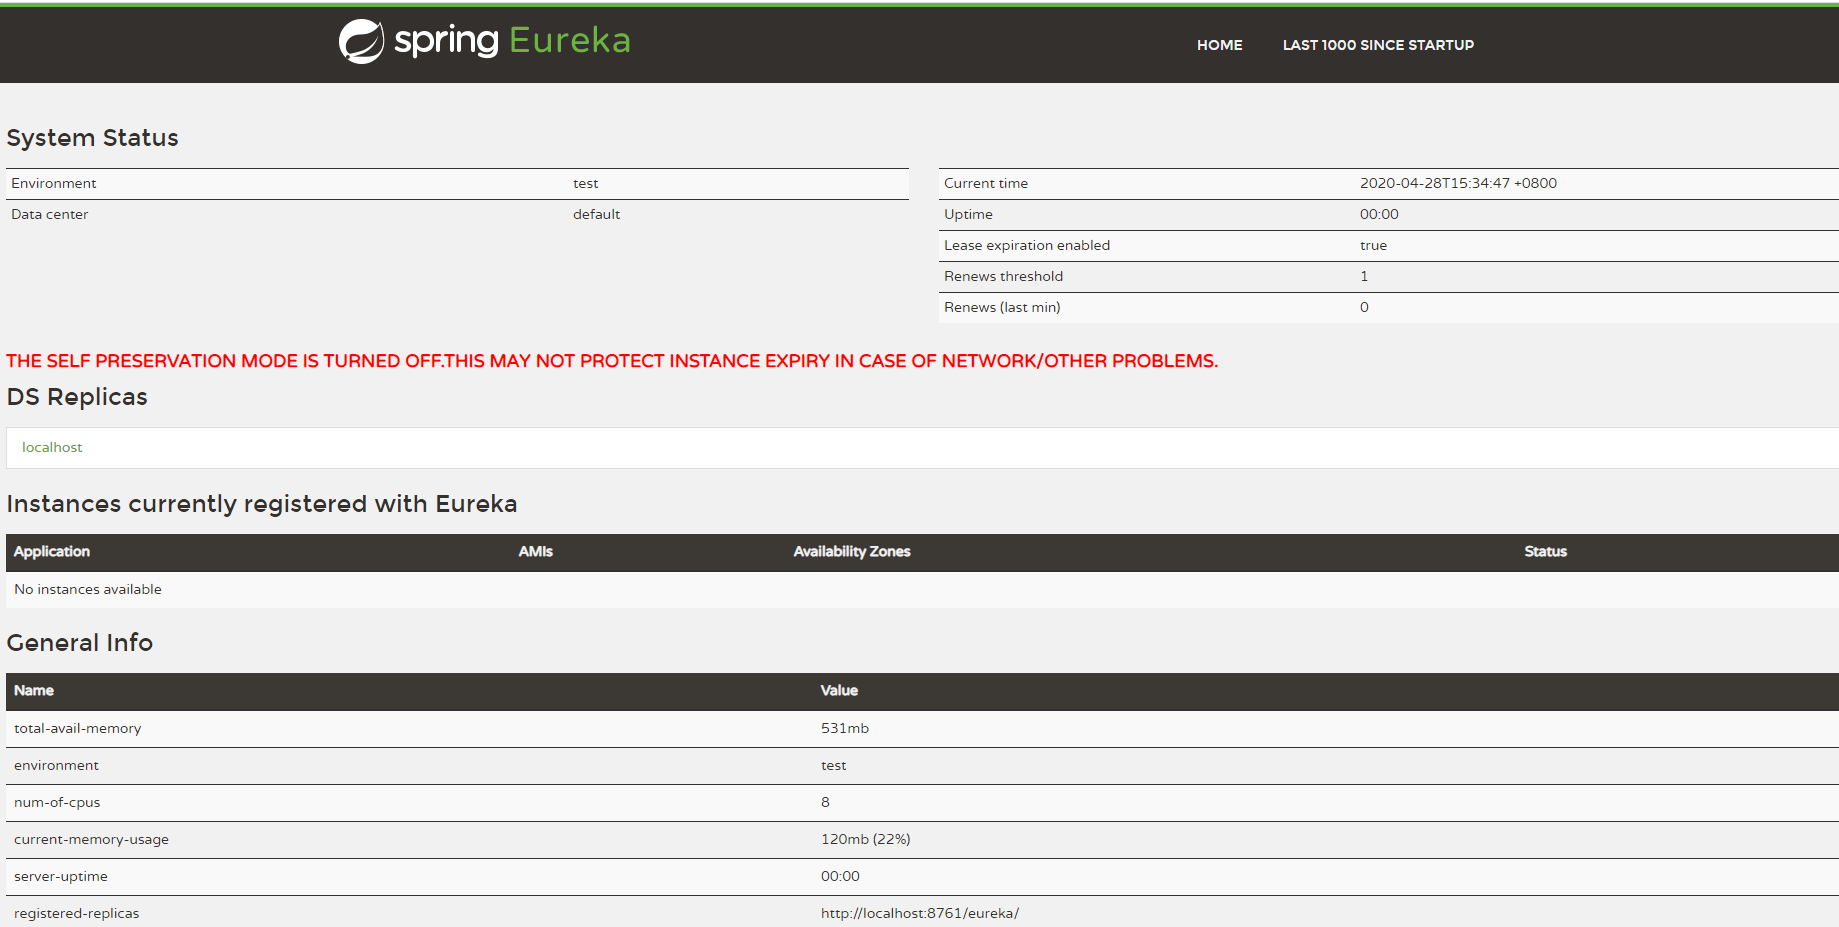 spring Eureka
HOME LAST 1000 SINCE STARTUP
System Status
Environment test
Data center default
Current time 2020-04-28T15:34:47 +0800
Uptime 00:00
Lease expiration enabled true
Renews threshold 1
Renews (last min) 0
THE SELF PRESERVATION MODE IS TURNED OFF.THIS MAY NOT PROTECT INSTANCE EXPIRY IN CASE OF NETWORK/OTHER PROBLEMS.
DS Replicas
localhost
Instances currently registered with Eureka
Application AMIs Availability Zones Status
No instances available
General Info
Name Value
total-avail-memory 531mb
environment test
num-of-cpus 8
current-memory-usage 120mb (22%)
server-uptime 00:00
registered-replicas http://localhost:8761/eureka/